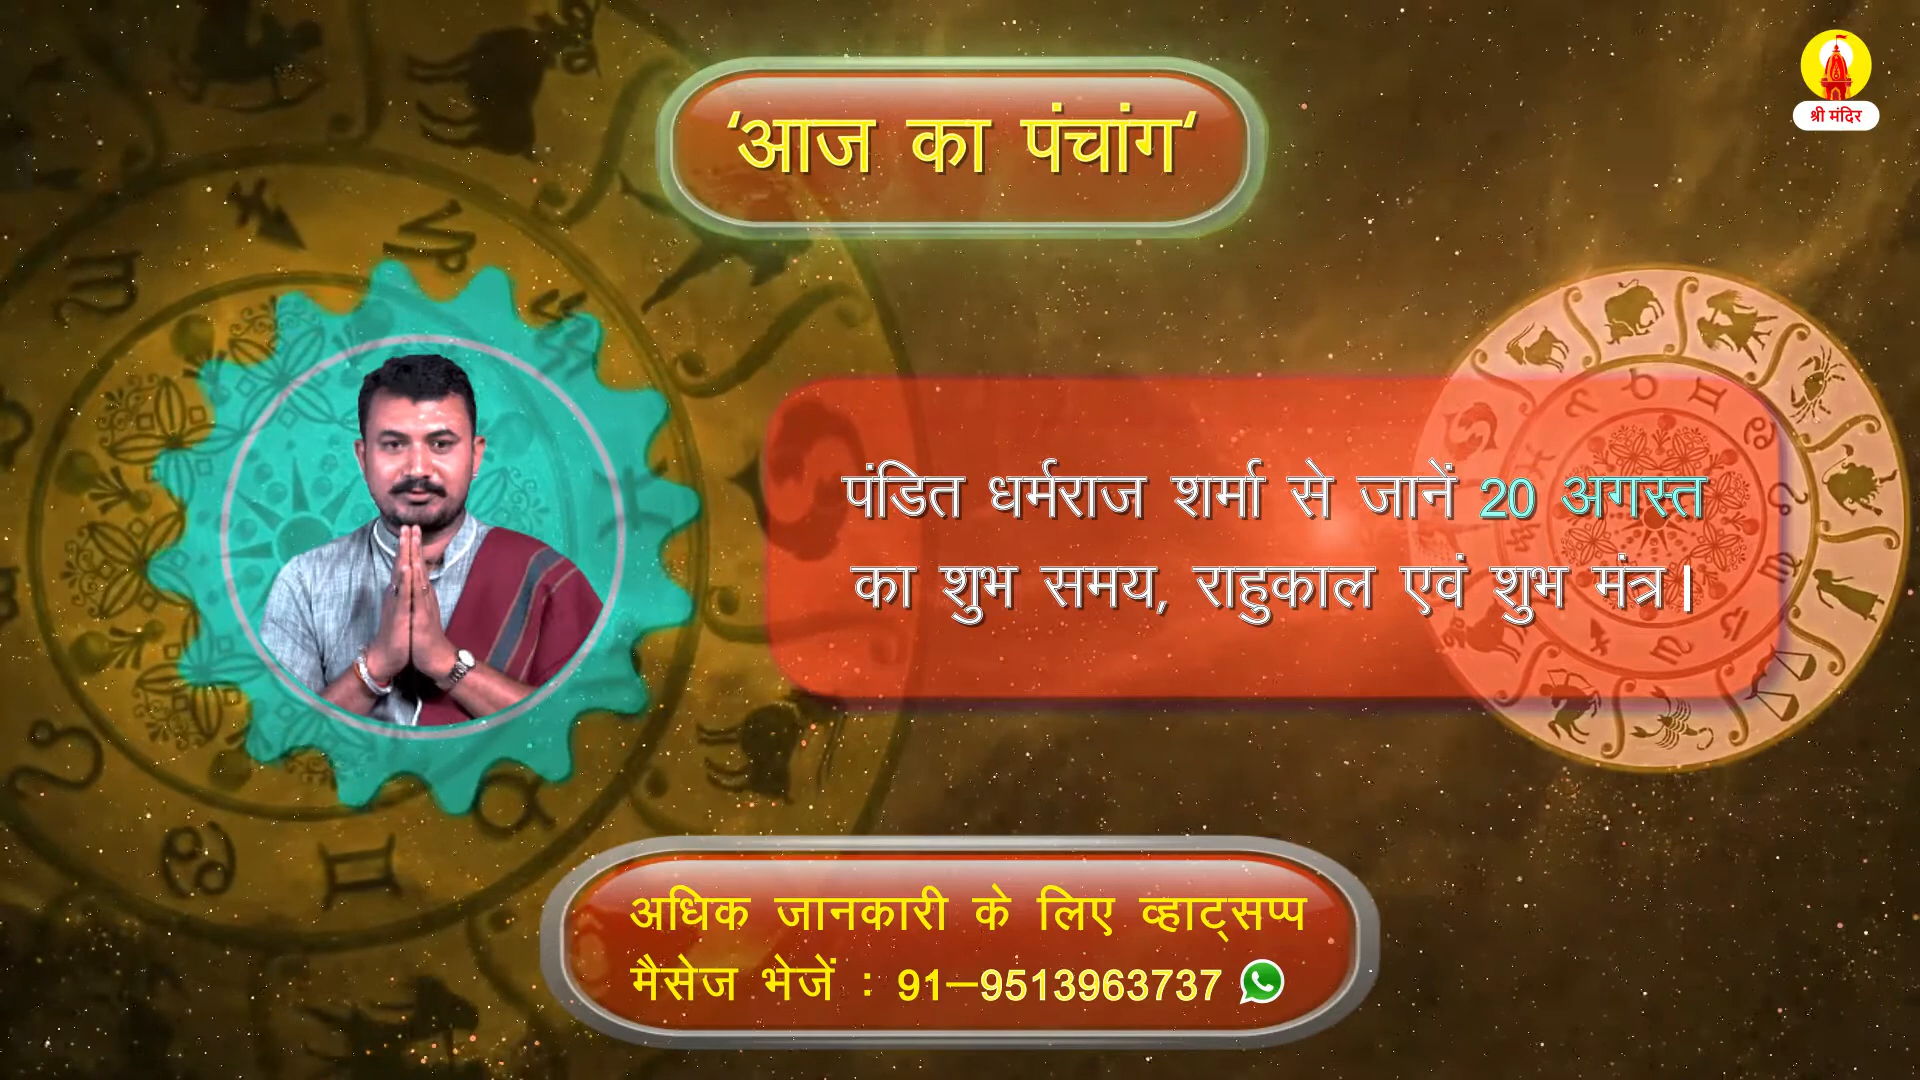 श्री मंदिर
‘आज का पंचांग‘
पंडित धर्मराज शर्मा से जानें 20 अगस्त
का शुभ समय, राहुकाल एवं शुभ मंत्र।
अधिक जानकारी के लिए व्हाट्सप्प
मैसेज भेजें : 91–9513963737